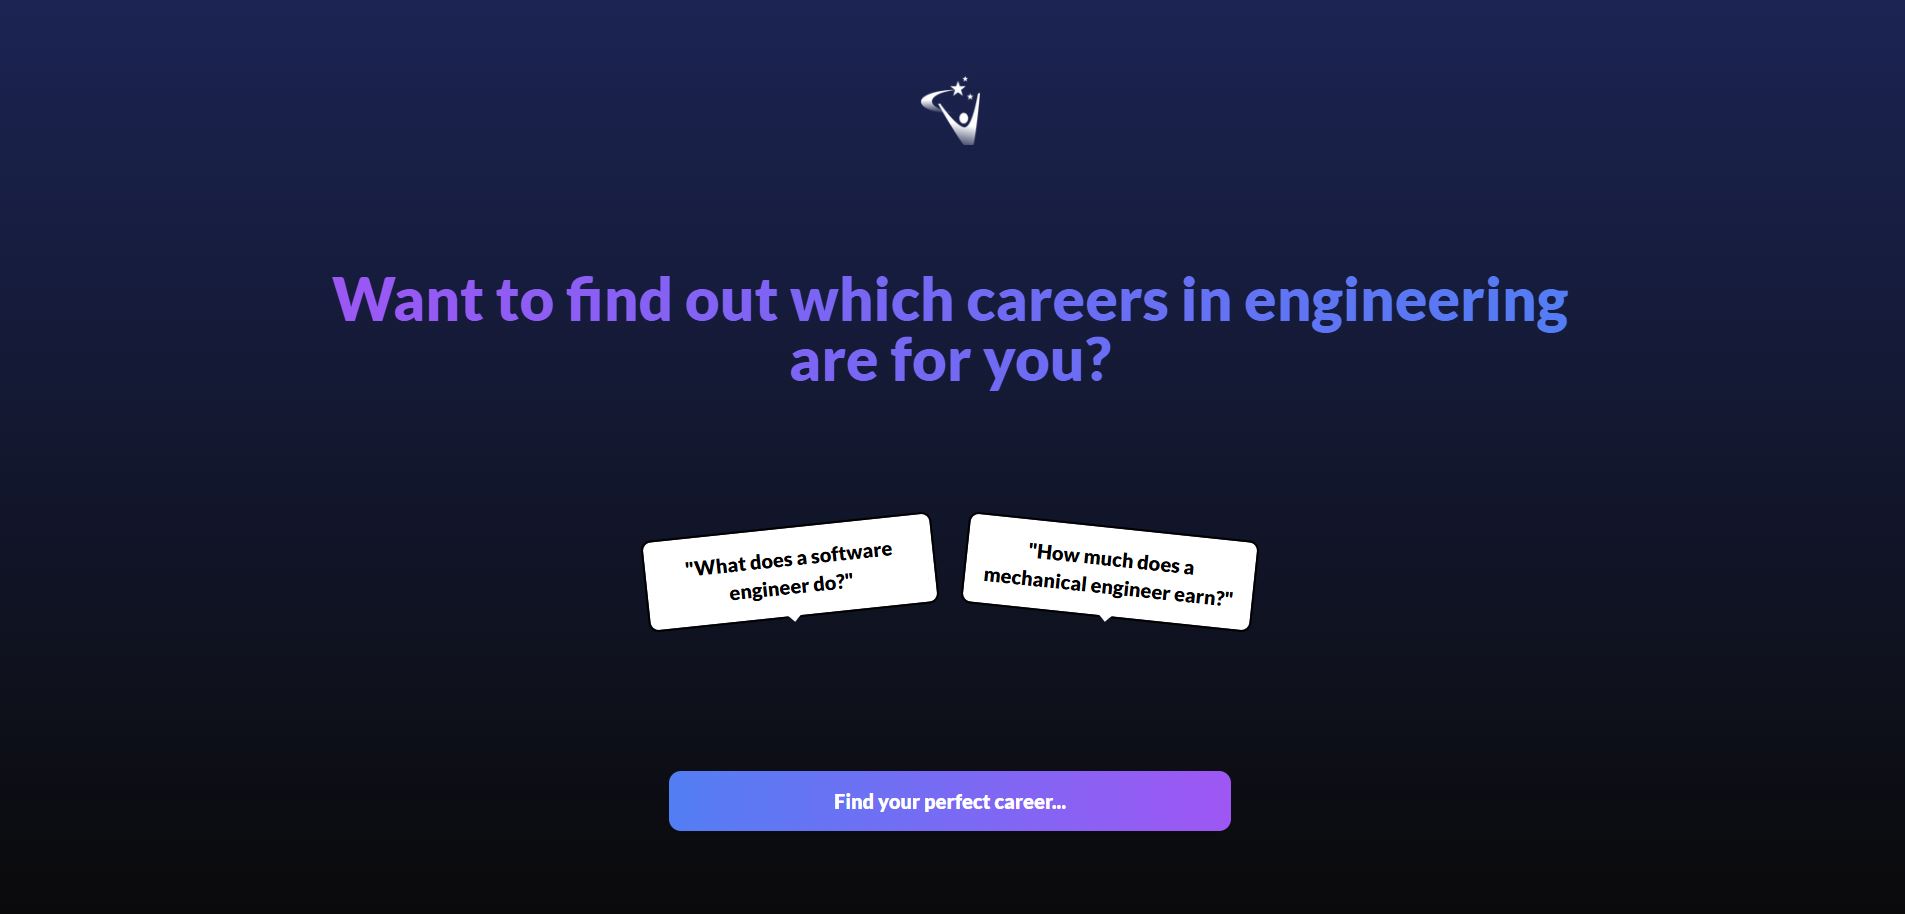 Want to find out which careers in engineering
are for you?
"What does a software
engineer do?"
"How much does a
mechanical engineer earn?"
Find your perfect career...